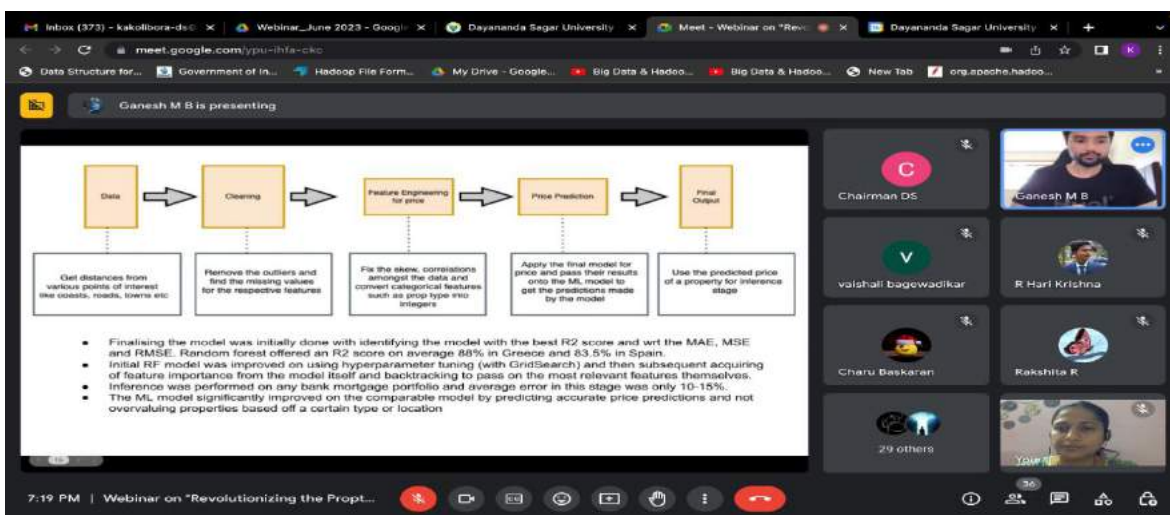 Inbox (373) - kakolibora-ds
Webinar_June 2023 - Googl
Dayananda Sagar University
Meet - Webinar on "Revo
Dayananda Sagar University
meet.google.com/ypu-ihfa-ckc
Data Structure for...
Government of In...
Hadoop File Form...
My Drive - Google...
Big Data & Hadoo...
Big Data & Hadoo...
New Tab
org.apache.hadoo...
Ganesh M B is presenting
Data
Cleaning
Feature Engineering
for price
Price Prediction
Final
Output
Get distances from
various points of interest
like coasts, roads, towns etc
Remove the outliers and
find the missing values
for the respective features
Fix the skew, correlations
amongst the data and
convert categorical features
such as prop type into
integers
Apply the final model for
price and pass their results
onto the ML model to
get the predictions made
by the model
Use the predicted price
of a property for inference
stage
• Finalising the model was initially done with identifying the model with the best R2 score and wrt the MAE, MSE
and RMSE. Random forest offered an R2 score on average 88% in Greece and 83.5% in Spain.
• Initial RF model was improved on using hyperparameter tuning (with GridSearch) and then subsequent acquiring
of feature importance from the model itself and backtracking to pass on the most relevant features themselves.
• Inference was performed on any bank mortgage portfolio and average error in this stage was only 10-15%.
• The ML model significantly improved on the comparable model by predicting accurate price predictions and not
overvaluing properties based off a certain type or location
C
Chairman DS
Ganesh M B
V
vaishali bagewadikar
R Hari Krishna
Charu Baskaran
Rakshita R
29 others
You
7:19 PM | Webinar on "Revolutionizing the Propt...
36